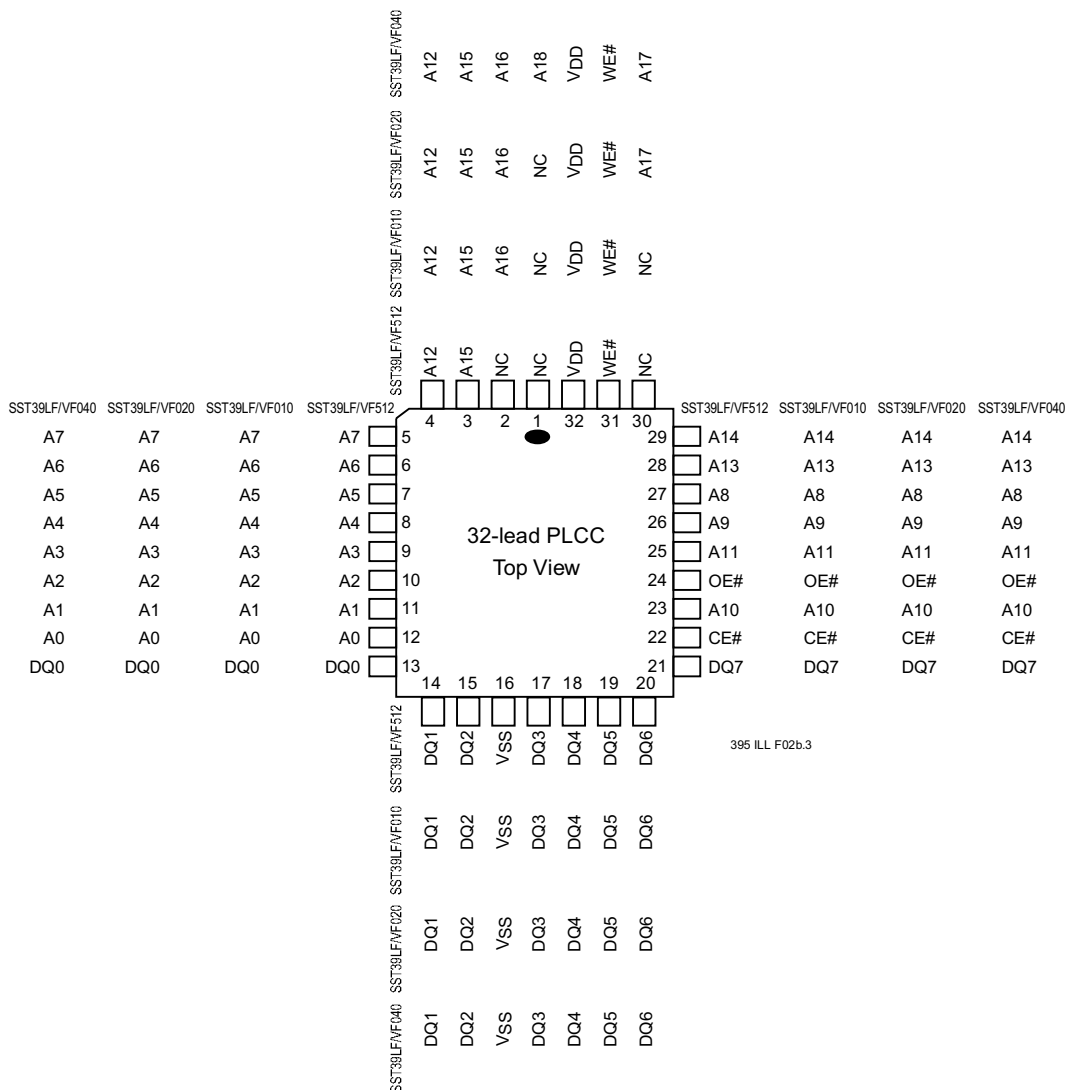 SST39LF/VF040 A12 A15 A16 A18 VDD WE# A17
SST39LF/VF020 A12 A15 A16 NC VDD WE# A17
SST39LF/VF010 A12 A15 A16 NC VDD WE# NC
SST39LF/VF512 A12 A15 NC NC VDD WE# NC
SST39LF/VF040 SST39LF/VF020 SST39LF/VF010 SST39LF/VF512 4 3 2 1 32 31 30 SST39LF/VF512 SST39LF/VF010 SST39LF/VF020 SST39LF/VF040
A7 A7 A7 A7 5 29 A14 A14 A14 A14
A6 A6 A6 A6 6 28 A13 A13 A13 A13
A5 A5 A5 A5 7 27 A8 A8 A8 A8
A4 A4 A4 A4 8 26 A9 A9 A9 A9
A3 A3 A3 A3 9 25 A11 A11 A11 A11
A2 A2 A2 A2 10 24 OE# OE# OE# OE#
A1 A1 A1 A1 11 23 A10 A10 A10 A10
A0 A0 A0 A0 12 22 CE# CE# CE# CE#
DQ0 DQ0 DQ0 DQ0 13 21 DQ7 DQ7 DQ7 DQ7
32-lead PLCC
Top View
14 15 16 17 18 19 20
SST39LF/VF512 DQ1 DQ2 VSS DQ3 DQ4 DQ5 DQ6
395 ILL F02b.3
SST39LF/VF010 DQ1 DQ2 VSS DQ3 DQ4 DQ5 DQ6
SST39LF/VF020 DQ1 DQ2 VSS DQ3 DQ4 DQ5 DQ6
SST39LF/VF040 DQ1 DQ2 VSS DQ3 DQ4 DQ5 DQ6